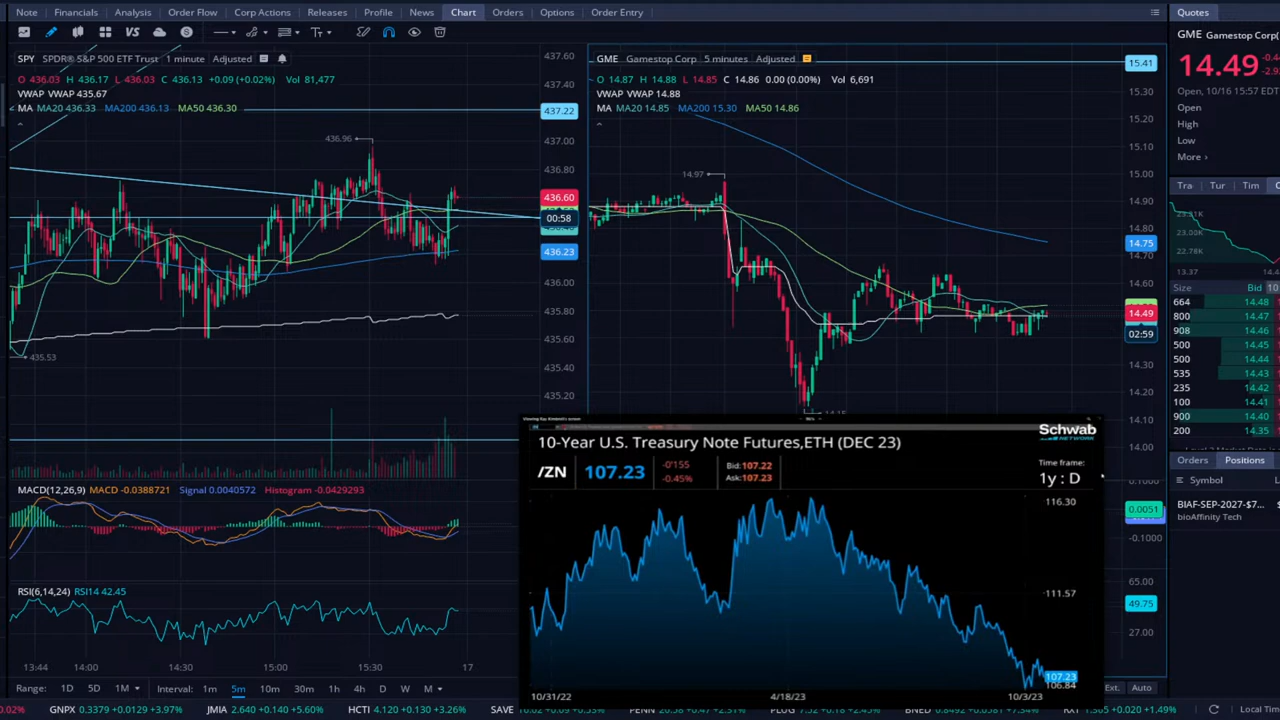 Note Financials Analysis Order Flow Corp Actions Releases Profile News Chart Orders Options Order Entry
Quotes
VS S Tт
SPY SPDR® S&P 500 ETF Trust 1 minute Adjusted
O 436.03 H 436.17 L 436.03 C 436.13 +0.09 (+0.02%) Vol 81,477
VWAP VWAP 435.67
MA MA20 436.33 MA200 436.13 MA50 436.30
437.60
437.40
437.22
437.00
436.80
436.60
00:58
436.23
436.00
435.80
435.60
435.40
435.20
436.96
435.53
MACD(12,26,9) MACD -0.0388721 Signal 0.0040572 Histogram -0.0429293
RSI(6,14,24) RSI14 42.45
13:44 14:00 14:30 15:00 15:30 17
Range: 1D 5D 1M Interval: 1m 5m 10m 30m 1h 4h D W M
GME Gamestop Corp 5 minutes Adjusted
O 14.87 H 14.88 L 14.85 C 14.86 0.00 (0.00%) Vol 6,691
VWAP VWAP 14.88
MA MA20 14.85 MA200 15.30 MA50 14.86
15.41
15.30
15.20
15.10
15.00
14.90
14.80
14.75
14.70
14.60
14.49
02:59
14.30
14.20
14.10
14.00
14.97
0.0051
-0.1000
65.00
49.75
27.00
Ext. Auto
Schwab
NETWORK
10-Year U.S. Treasury Note Futures,ETH (DEC 23)
/ZN 107.23
-0'155
-0.45%
Bid:107.22
Ask:107.23
Time frame:
1y : D
116.30
111.57
107.23
106.84
10/31/22 4/18/23 10/3/23
GME Gamestop Corp(
14.49
Open, 10/16 15:57 EDT
Open
High
Low
More ›
Tra Tur Tim
23.00K
22.78K
13.37
Size Bid 10
664 14.48
800 14.47
908 14.46
500 14.45
500 14.44
535 14.43
235 14.42
110 14.41
900 14.40
200 14.35
Orders Positions
Symbol
BIAF-SEP-2027-$7...
bioAffinity Tech
0.02% GNPX 0.3379 +0.0129 +3.97% JMIA 2.640 +0.140 +5.60% HCTI 4.120 +0.130 +3.26% SAVE
Local Tim